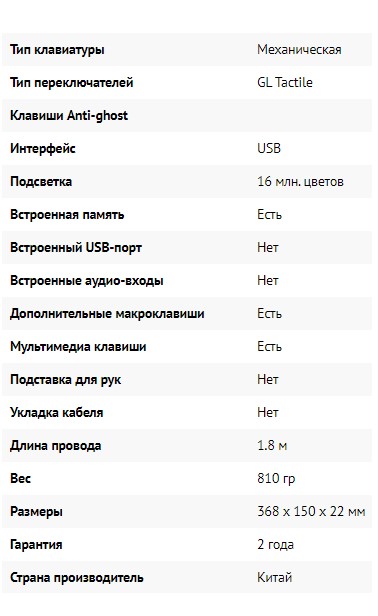 Тип клавиатуры Механическая
Тип переключателей GL Tactile
Клавиши Anti-ghost
Интерфейс USB
Подсветка 16 млн. цветов
Встроенная память Есть
Встроенный USB-порт Нет
Встроенные аудио-входы Нет
Дополнительные макроклавиши Есть
Мультимедиа клавиши Есть
Подставка для рук Нет
Укладка кабеля Нет
Длина провода 1.8 м
Вес 810 гр
Размеры 368 x 150 x 22 мм
Гарантия 2 года
Страна производитель Китай